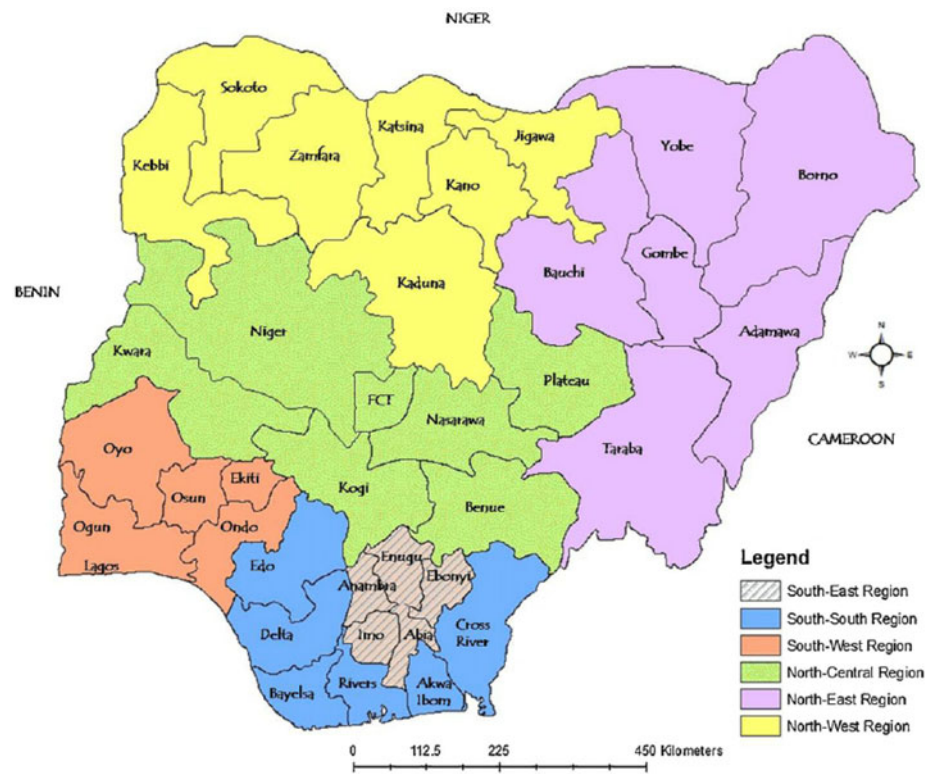 NIGER
Sokoto
Katsina
Jigawa
Yobe
Kebbi
Zamfara
Kano
Borno
Gombe
Bauchi
Kaduna
BENIN
Niger
Adamawa
N
W
E
S
Kwara
Plateau
FCT
Nasarawa
CAMEROON
Oyo
Taraba
Ekiti
Osun
Kogi
Benue
Ogun
Ondo
Lagos
Edo
Enugu
Anambra
Ebonyi
Delta
Imo
Abia
Cross
River
Bayelsa
Rivers
Akwa
Ibom
Legend
South-East Region
South-South Region
South-West Region
North-Central Region
North-East Region
North-West Region
0 112.5 225 450 Kilometers